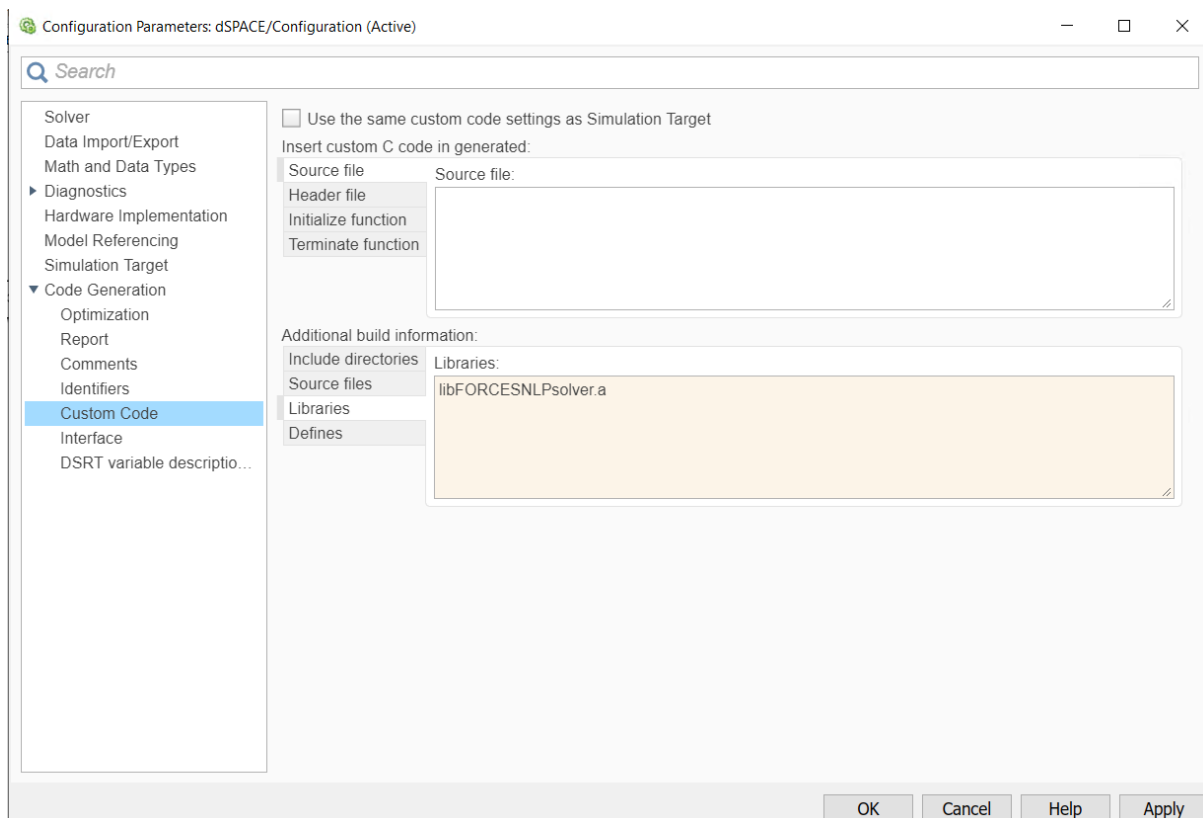 Configuration Parameters: dSPACE/Configuration (Active)
Search
Solver
Data Import/Export
Math and Data Types
Diagnostics
Hardware Implementation
Model Referencing
Simulation Target
Code Generation
Optimization
Report
Comments
Identifiers
Custom Code
Interface
DSRT variable descriptio...
Use the same custom code settings as Simulation Target
Insert custom C code in generated:
Source file
Header file
Initialize function
Terminate function
Source file:
Additional build information:
Include directories
Source files
Libraries
Defines
Libraries:
libFORCESNLPsolver.a
OK
Cancel
Help
Apply